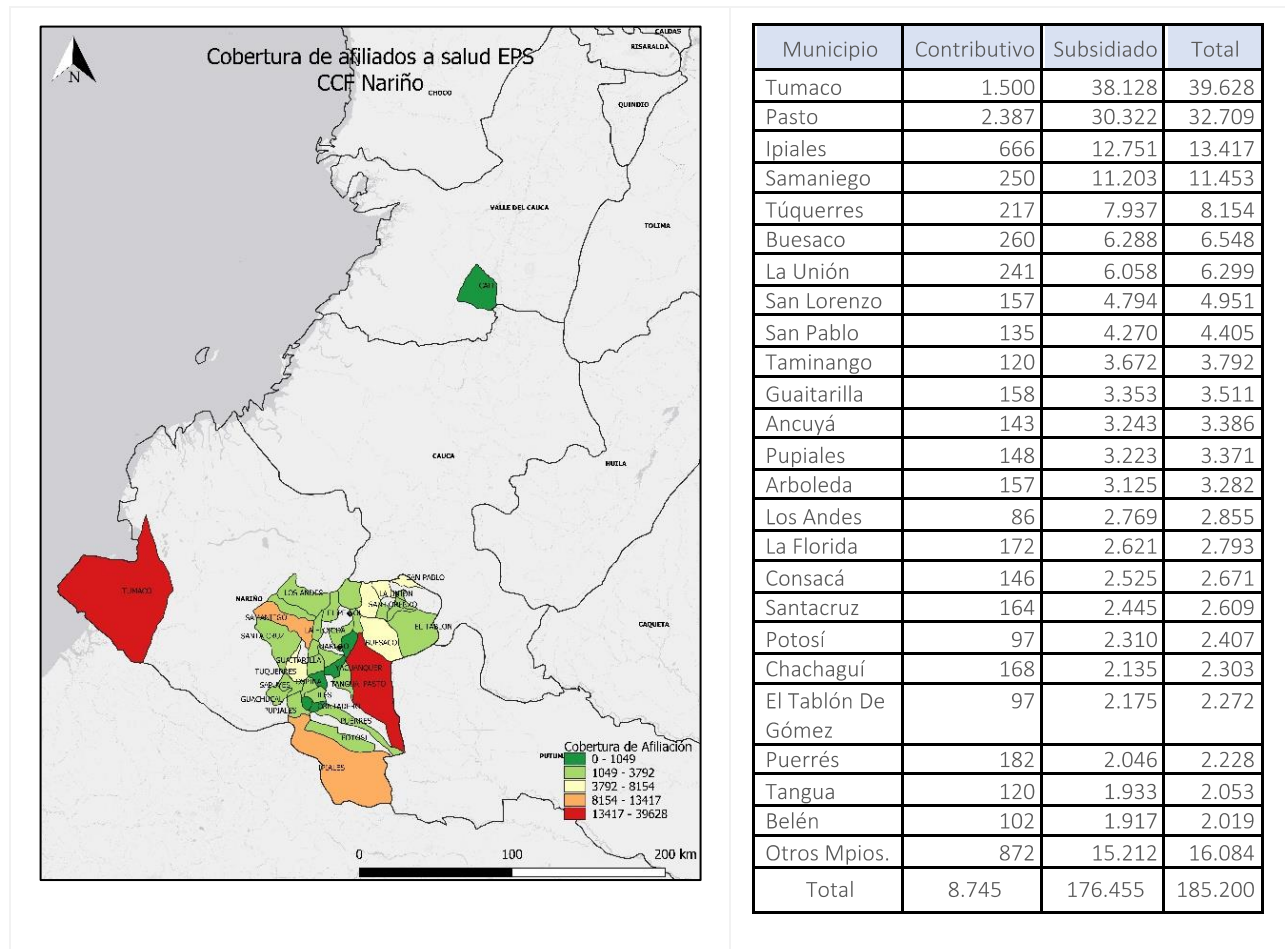 Cobertura de afiliados a salud EPS
CCF Nariño
N
CALDAS
RISARALDA
CHOCO
QUINDIO
VALLE DEL CAUCA
TOLIMA
CALI
CAUCA
HUILA
TUMACO
NARIÑO
SAN PABLO
LOS ANDES
LA UNION
SAMANIEGO
SANTA CRUZ
EL TABLON
BUESACO
CAQUETA
GUAITARILLA
YACUANQUER
TUQUERRES
TANGUA
PASTO
SAPUYES
ILES
GUACHUCAL
PUPIALES
PUERRES
POTOSI
IPIALES
Cobertura de Afiliación
0 - 1049
1049 - 3792
3792 - 8154
8154 - 13417
13417 - 39628
0 100 200 km
Municipio Contributivo Subsidiado Total
Tumaco 1.500 38.128 39.628
Pasto 2.387 30.322 32.709
Ipiales 666 12.751 13.417
Samaniego 250 11.203 11.453
Túquerres 217 7.937 8.154
Buesaco 260 6.288 6.548
La Unión 241 6.058 6.299
San Lorenzo 157 4.794 4.951
San Pablo 135 4.270 4.405
Taminango 120 3.672 3.792
Guaitarilla 158 3.353 3.511
Ancuyá 143 3.243 3.386
Pupiales 148 3.223 3.371
Arboleda 157 3.125 3.282
Los Andes 86 2.769 2.855
La Florida 172 2.621 2.793
Consacá 146 2.525 2.671
Santacruz 164 2.445 2.609
Potosí 97 2.310 2.407
Chachaguí 168 2.135 2.303
El Tablón De 97 2.175 2.272
Gómez
Puerrés 182 2.046 2.228
Tangua 120 1.933 2.053
Belén 102 1.917 2.019
Otros Mpios. 872 15.212 16.084
Total 8.745 176.455 185.200